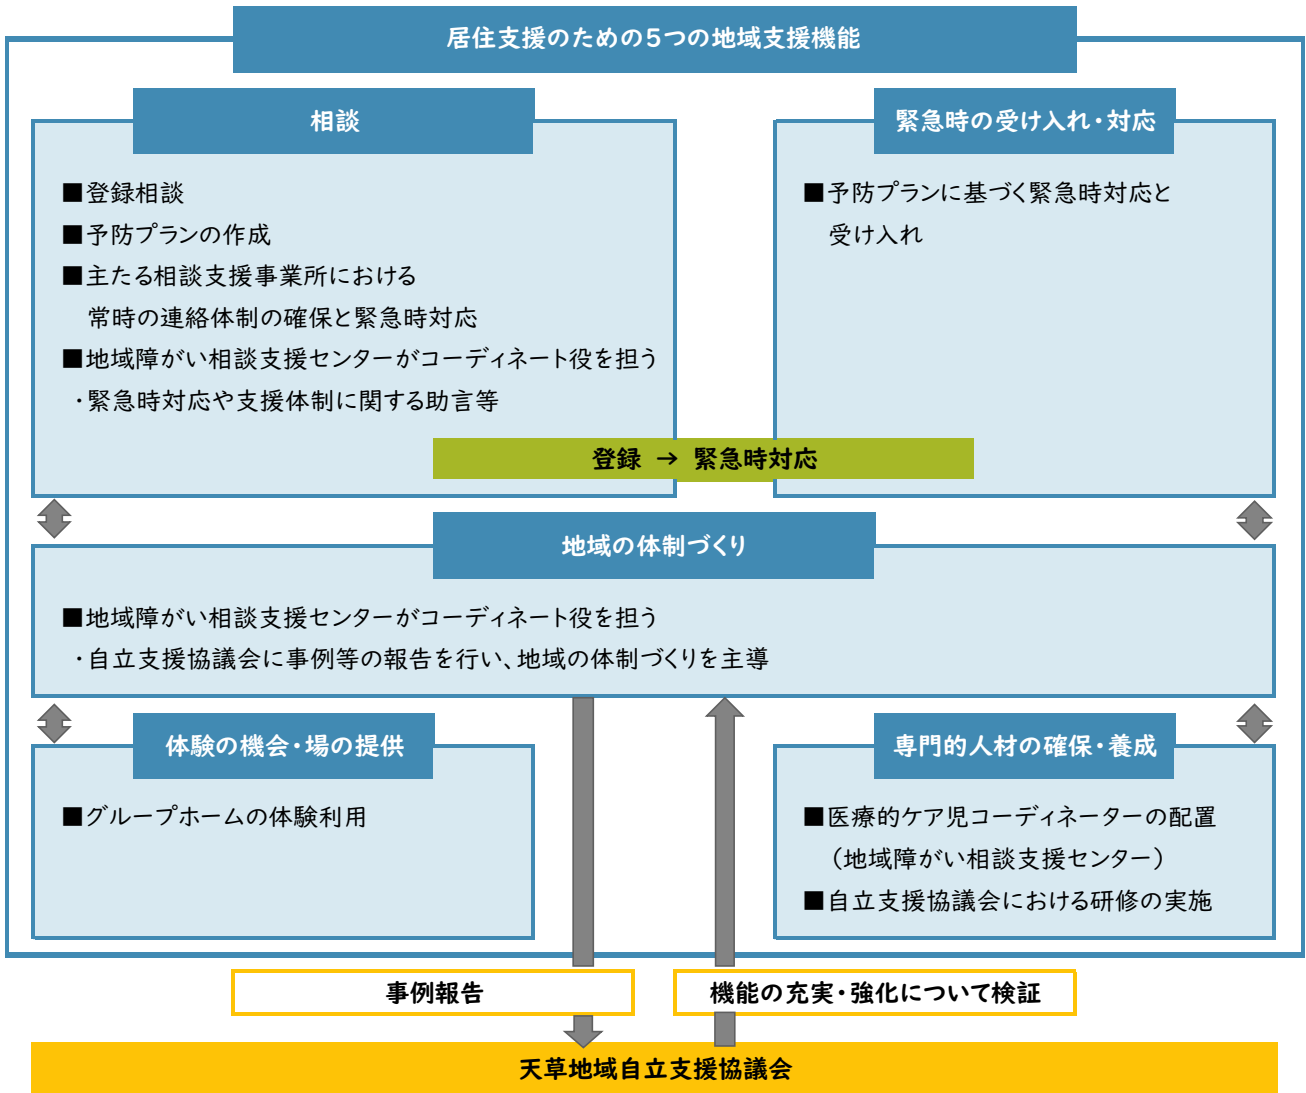 居住支援のための５つの地域支援機能
相談
■登録相談
■予防プランの作成
■主たる相談支援事業所における
常時の連絡体制の確保と緊急時対応
■地域障がい相談支援センターがコーディネート役を担う
・緊急時対応や支援体制に関する助言等
緊急時の受け入れ・対応
■予防プランに基づく緊急時対応と
受け入れ
登録 → 緊急時対応
地域の体制づくり
■地域障がい相談支援センターがコーディネート役を担う
・自立支援協議会に事例等の報告を行い、地域の体制づくりを主導
体験の機会・場の提供
■グループホームの体験利用
専門的人材の確保・養成
■医療的ケア児コーディネーターの配置
（地域障がい相談支援センター）
■自立支援協議会における研修の実施
事例報告
機能の充実・強化について検証
天草地域自立支援協議会